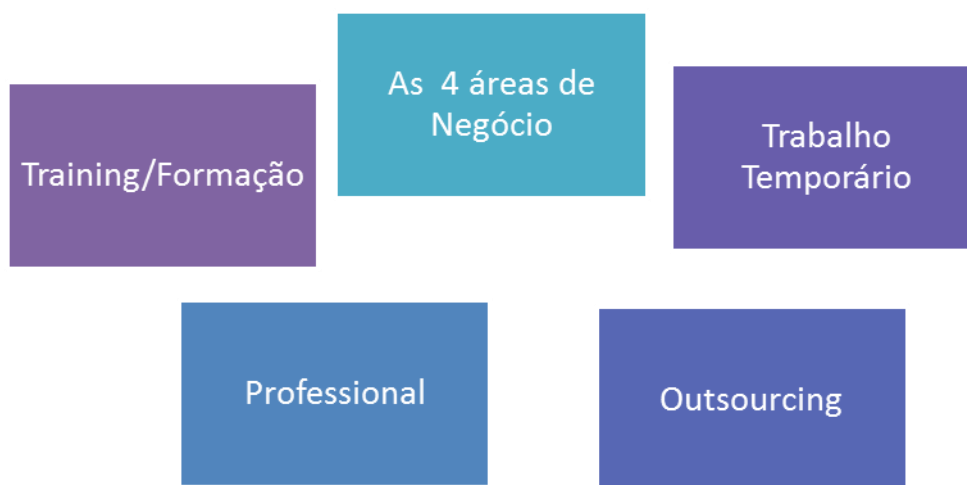 As 4 áreas de
Negócio
Training/Formação
Trabalho
Temporário
Professional
Outsourcing